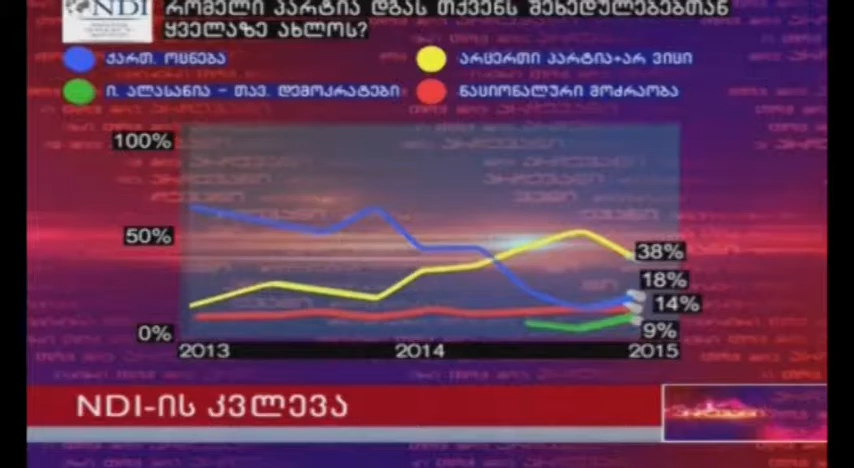 NDI
რომელი პარტია დგას თქვენს შეხედულებებთან
ყველაზე ახლოს?
ქართ. ოცნება
არცერთი პარტია+არ ვიცი
ი. ალასანია - თავ. დემოკრატები
ნაციონალური მოძრაობა
100%
50%
0%
38%
18%
14%
9%
2013
2014
2015
NDI-ის კვლევა